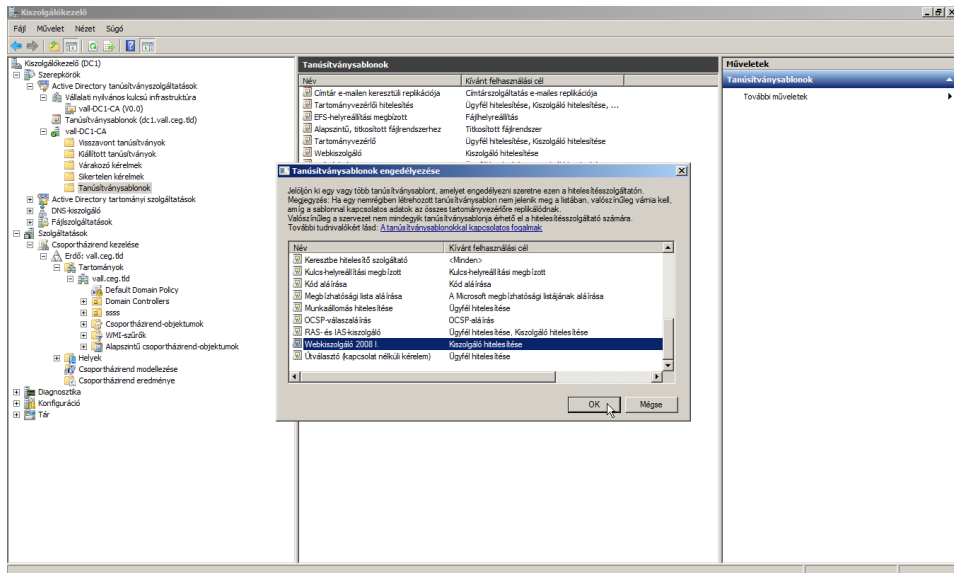 Kiszolgálókezelő
Fájl Művelet Nézet Súgó
Kiszolgálókezelő (DC1)
Szerepkörök
Active Directory tanúsítványszolgáltatások
Vállalati nyilvános kulcsú infrastruktúra
vall-DC1-CA (V0.0)
Tanúsítványsablonok (dc1.vall.ceg.tld)
vall-DC1-CA
Visszavont tanúsítványok
Kiállított tanúsítványok
Várakozó kérelmek
Sikertelen kérelmek
Tanúsítványsablonok
Active Directory tartományi szolgáltatások
DNS-kiszolgáló
Fájlszolgáltatások
Szolgáltatások
Csoportházirend kezelése
Erdő: vall.ceg.tld
Tartományok
vall.ceg.tld
Default Domain Policy
Domain Controllers
ssss
Csoportházirend-objektumok
WMI-szűrők
Alapszintű csoportházirend-objektumok
Helyek
Csoportházirend modellezése
Csoportházirend eredménye
Diagnosztika
Konfiguráció
Tár
Tanúsítványsablonok
Név Kívánt felhasználási cél
Címtár e-mailen keresztüli replikációja Címtárszolgáltatás e-mailes replikációja
Tartományvezérlői hitelesítés Ügyfél hitelesítése, Kiszolgáló hitelesítése, ...
EFS-helyreállítás megbízott Fájlhelyreállítás
Alapszintű, titkosított fájlrendszerhez Titkosított fájlrendszer
Tartományvezérlő Ügyfél hitelesítése, Kiszolgáló hitelesítése
Webkiszolgáló Kiszolgáló hitelesítése
Tanúsítványsablonok engedélyezése
Jelöljön ki egy vagy több tanúsítványsablont, amelyet engedélyezni szeretne ezen a hitelesítésszolgáltatón.
Megjegyzés: Ha egy nemrégiben létrehozott tanúsítványsablon nem jelenik meg a listában, valószínűleg várnia kell,
amíg a sablonnal kapcsolatos adatok az összes tartományvezérlőre replikálódnak.
Valószínűleg a szervezet nem mindegyik tanúsítványsablonja érhető el a hitelesítésszolgáltató számára.
További tudnivalókért lásd: A tanúsítványsablonokkal kapcsolatos fogalmak.
Név Kívánt felhasználási cél
Keresztbe hitelesítő szolgáltató <Minden>
Kulcs-helyreállítási megbízott Kulcs-helyreállítási megbízott
Kód aláírása Kód aláírása
Megbízhatósági lista aláírása A Microsoft megbízhatósági listájának aláírása
Munkaállomás hitelesítése Ügyfél hitelesítése
OCSP-válaszaláírás OCSP-aláírás
RAS- és IAS-kiszolgáló Ügyfél hitelesítése, Kiszolgáló hitelesítése
Webkiszolgáló 2008 I. Kiszolgáló hitelesítése
Útválasztó (kapcsolat nélküli kérelem) Ügyfél hitelesítése
OK Mégse
Műveletek
Tanúsítványsablonok
További műveletek